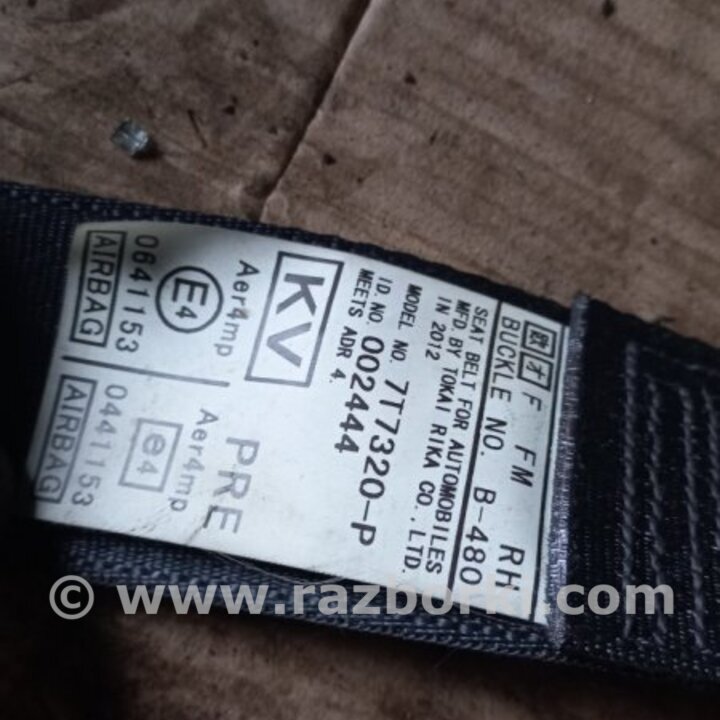 欧 オ F FM RH
BUCKLE NO. B-480
SEAT BELT FOR AUTOMOBILES
MFD. BY TOKAI RIKA CO., LTD.
IN 2012
MODEL NO. 7T7320-P
ID.NO. 002444
MEETS ADR 4.
KV PRE
Aer4mp Aer4mp
E4 e4
0641153 0441153
AIRBAG AIRBAG
© www.razborki.com